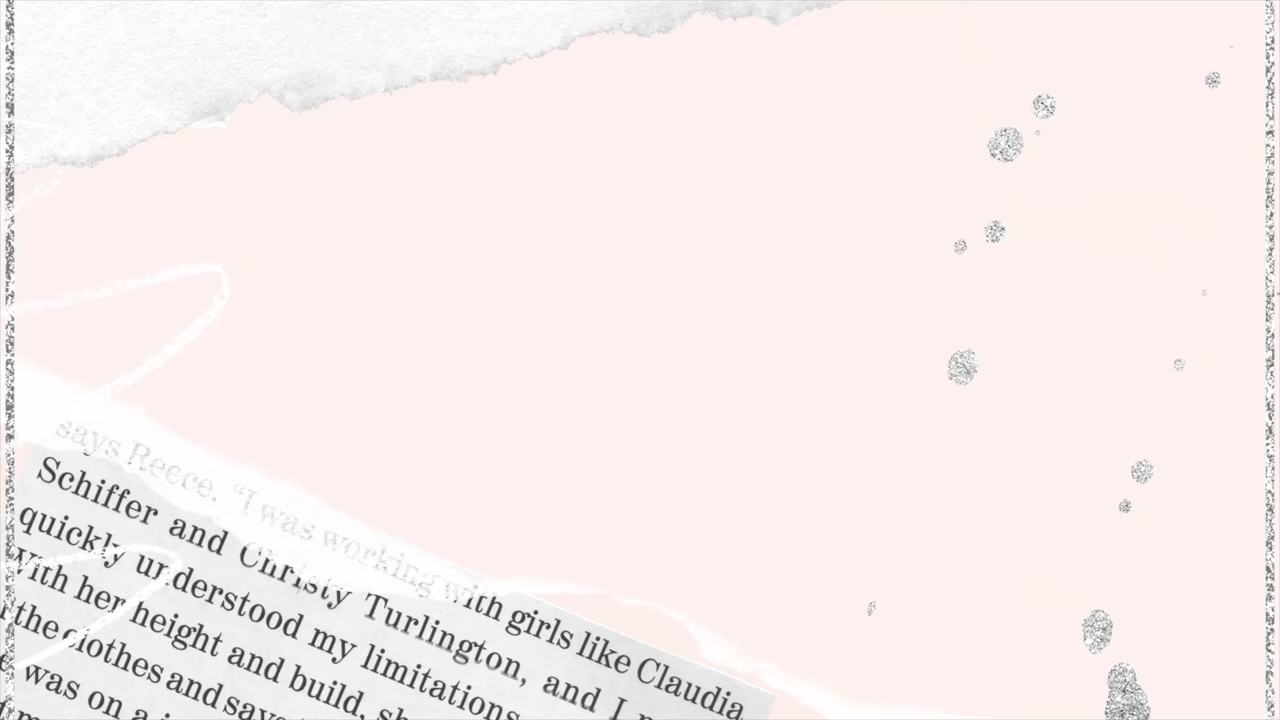 says Reece. “I was working with girls like Claudia
Schiffer and Christy Turlington, and I
quickly understood my limitations
With her height and build,
the clothes and
was on a